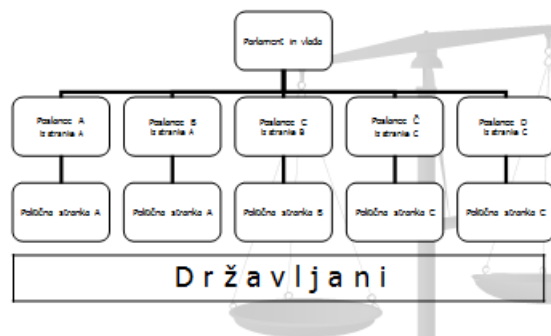 Parlament in vlada
Poslanec A
iz stranke A
Poslanec B
iz stranke A
Poslanec C
iz stranke B
Poslanec Č
iz stranke C
Poslanec D
iz stranke C
Politična stranka A
Politična stranka A
Politična stranka B
Politična stranka C
Politična stranka C
Državljani